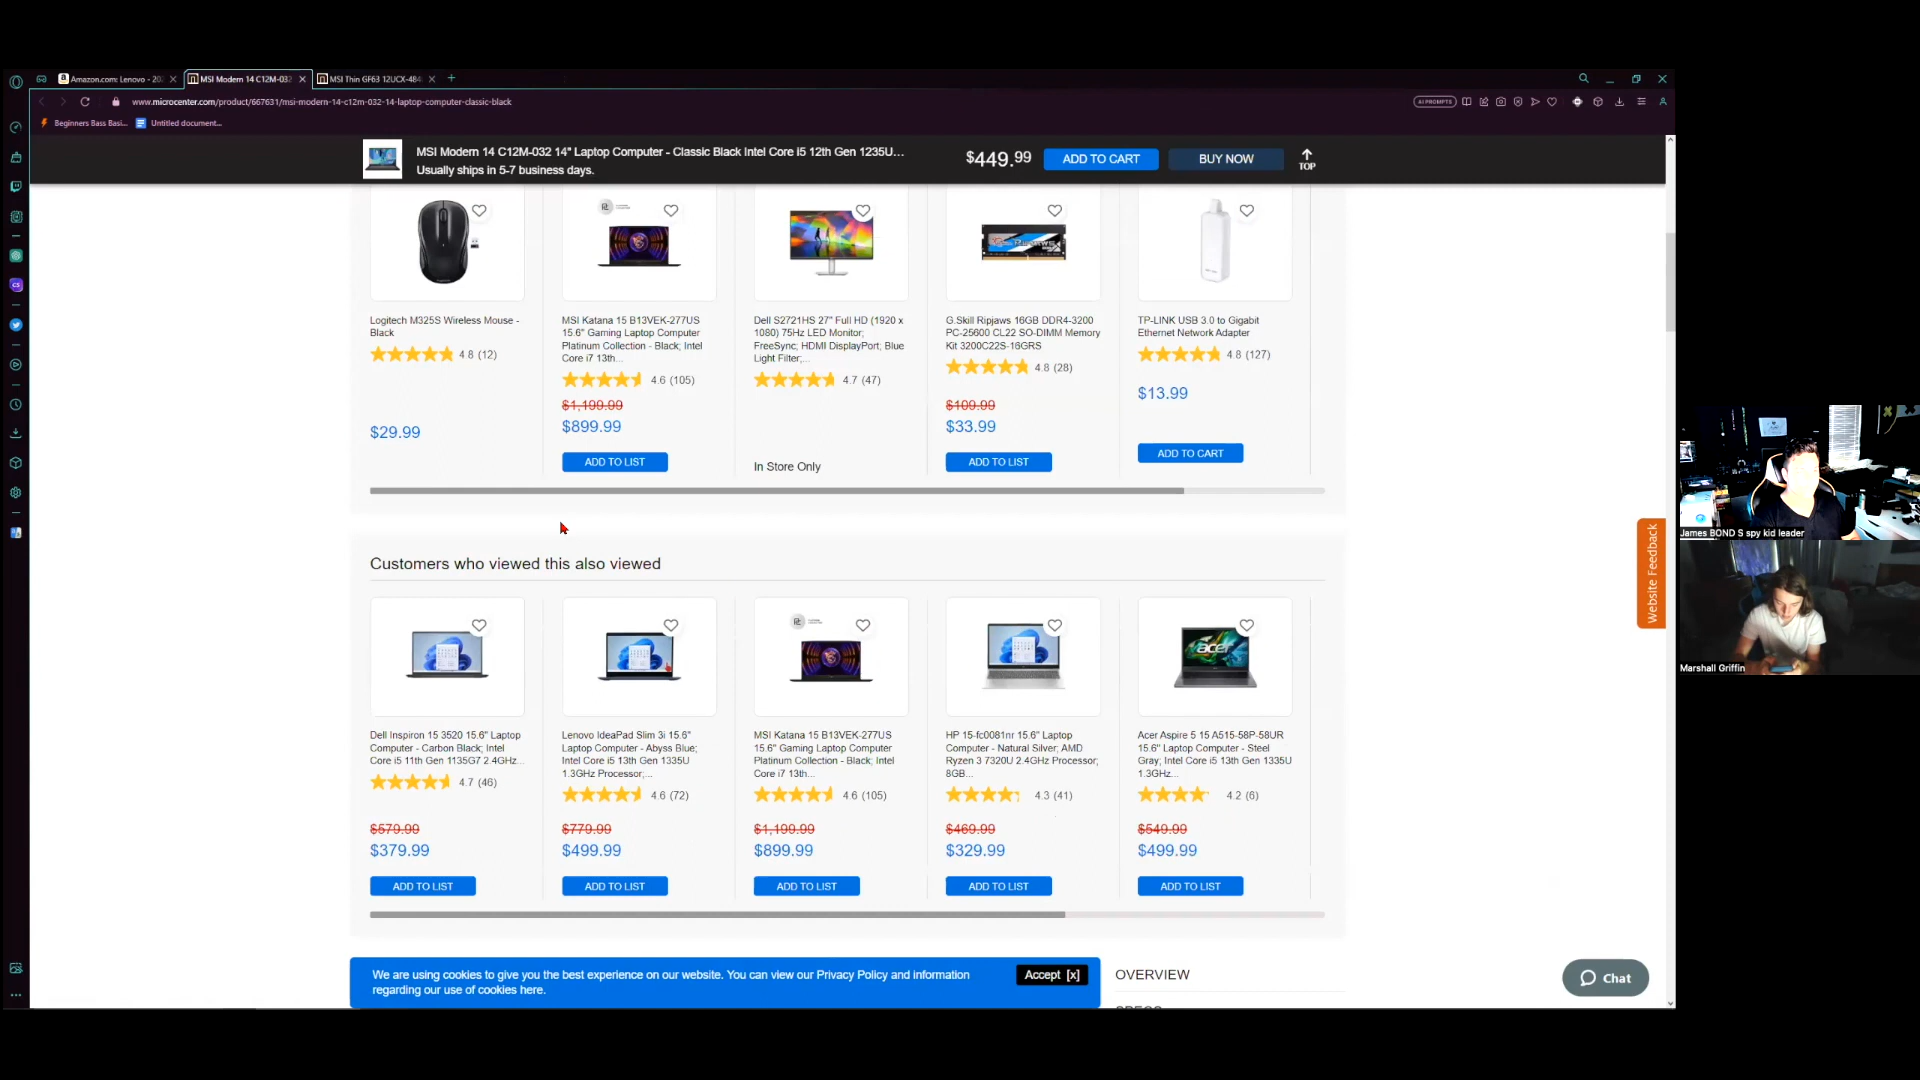 Amazon.com: Lenovo - 20
MSI Modern 14 C12M-032
MSI Thin GF63 12UCX-484
www.microcenter.com/product/667631/msi-modern-14-c12m-032-14-laptop-computer-classic-black
AI PROMPTS
Beginners Bass Basi...
Untitled document...
MSI Modern 14 C12M-032 14" Laptop Computer - Classic Black Intel Core i5 12th Gen 1235U...
Usually ships in 5-7 business days.
$449.99
ADD TO CART
BUY NOW
TOP
Logitech M325S Wireless Mouse -
Black
4.8 (12)
$29.99
MSI Katana 15 B13VEK-277US
15.6" Gaming Laptop Computer
Platinum Collection - Black; Intel
Core i7 13th...
4.6 (105)
$1,199.99
$899.99
ADD TO LIST
Dell S2721HS 27" Full HD (1920 x
1080) 75Hz LED Monitor;
FreeSync; HDMI DisplayPort; Blue
Light Filter;...
4.7 (47)
In Store Only
G.Skill Ripjaws 16GB DDR4-3200
PC-25600 CL22 SO-DIMM Memory
Kit 3200C22S-16GRS
4.8 (28)
$109.99
$33.99
ADD TO LIST
TP-LINK USB 3.0 to Gigabit
Ethernet Network Adapter
4.8 (127)
$13.99
ADD TO CART
Customers who viewed this also viewed
Dell Inspiron 15 3520 15.6" Laptop
Computer - Carbon Black; Intel
Core i5 11th Gen 1135G7 2.4GHz...
4.7 (46)
$579.99
$379.99
ADD TO LIST
Lenovo IdeaPad Slim 3i 15.6"
Laptop Computer - Abyss Blue;
Intel Core i5 13th Gen 1335U
1.3GHz Processor;...
4.6 (72)
$779.99
$499.99
ADD TO LIST
MSI Katana 15 B13VEK-277US
15.6" Gaming Laptop Computer
Platinum Collection - Black; Intel
Core i7 13th...
4.6 (105)
$1,199.99
$899.99
ADD TO LIST
HP 15-fc0081nr 15.6" Laptop
Computer - Natural Silver; AMD
Ryzen 3 7320U 2.4GHz Processor;
8GB...
4.3 (41)
$469.99
$329.99
ADD TO LIST
acer
Acer Aspire 5 15 A515-58P-58UR
15.6" Laptop Computer - Steel
Gray; Intel Core i5 13th Gen 1335U
1.3GHz...
4.2 (6)
$549.99
$499.99
ADD TO LIST
We are using cookies to give you the best experience on our website. You can view our Privacy Policy and information
regarding our use of cookies here.
Accept [x]
OVERVIEW
SPECS
Chat
Website Feedback
James BOND S spy kid leader
Marshall Griffin